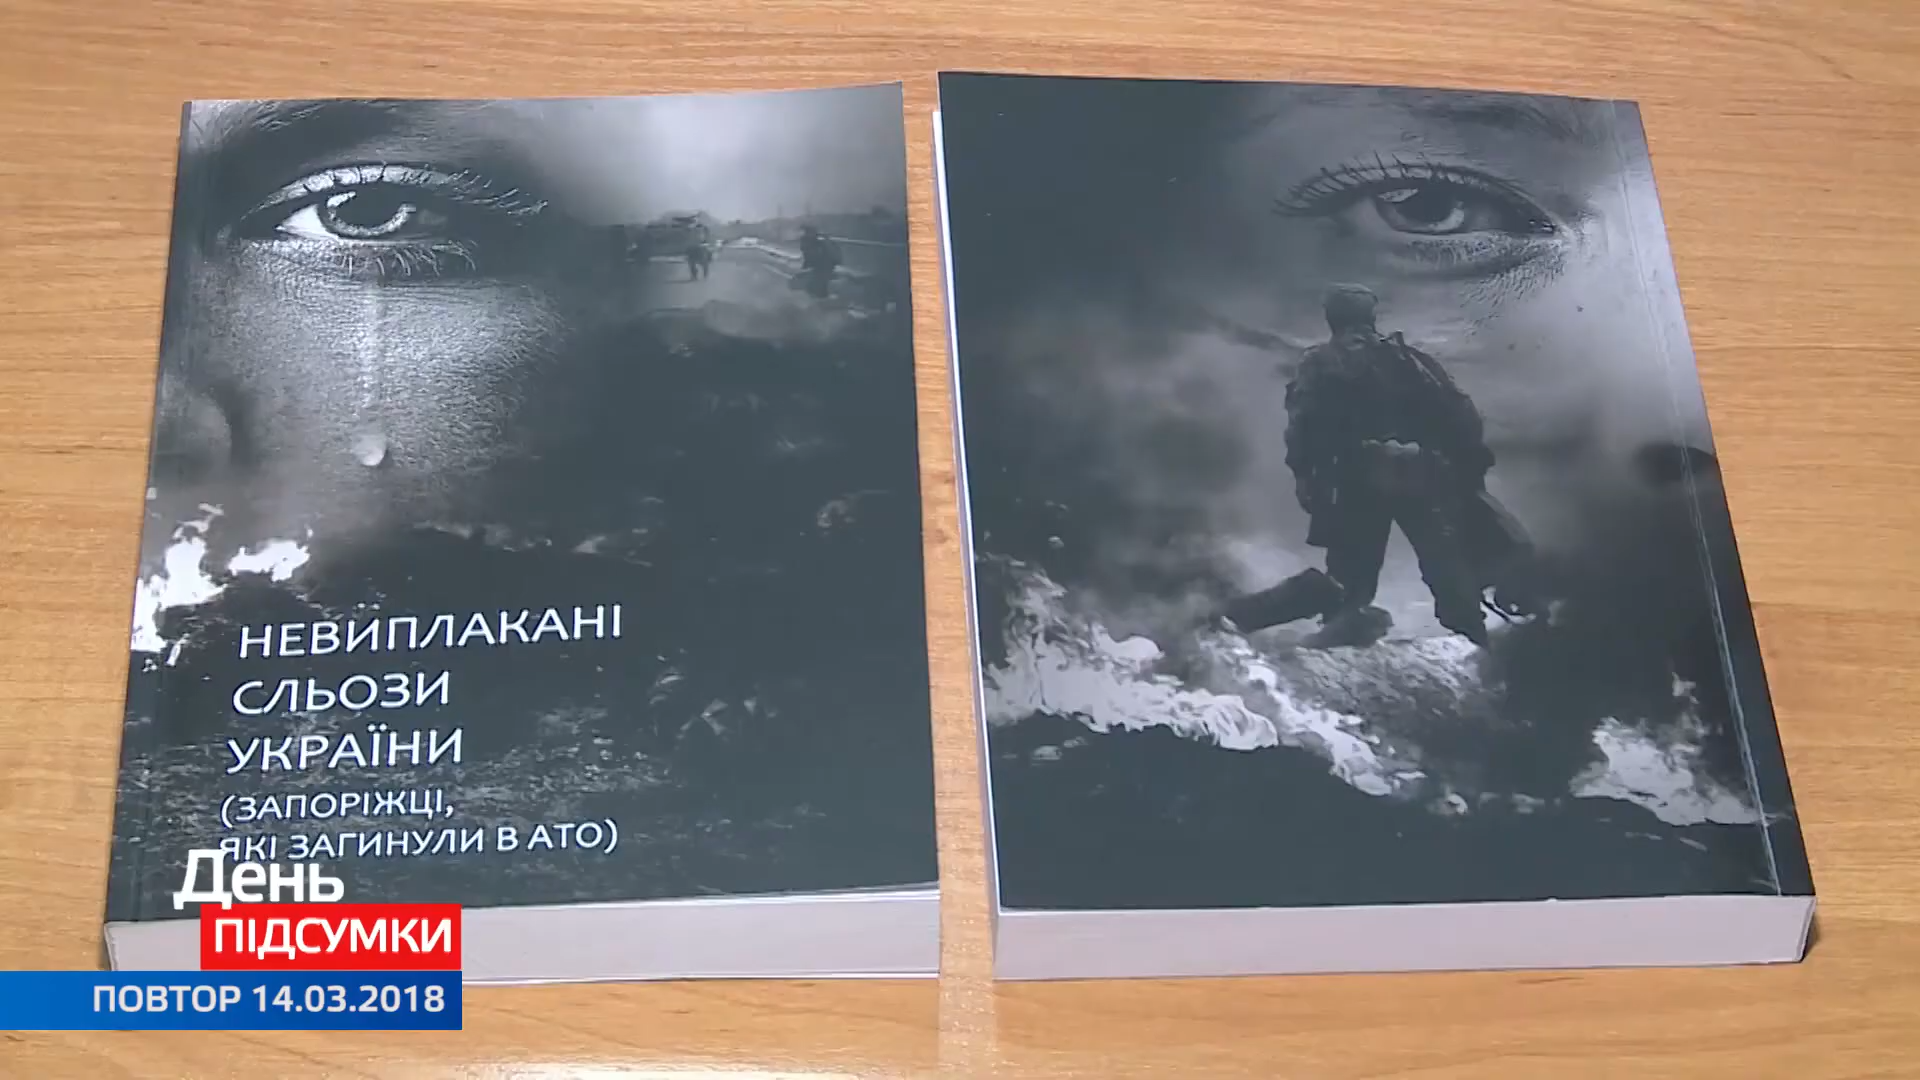 НЕВИПЛАКАНІ
СЛЬОЗИ
УКРАЇНИ
(ЗАПОРІЖЦІ,
ЯКІ ЗАГИНУЛИ В АТО)
День
ПІДСУМКИ
ПОВТОР 14.03.2018